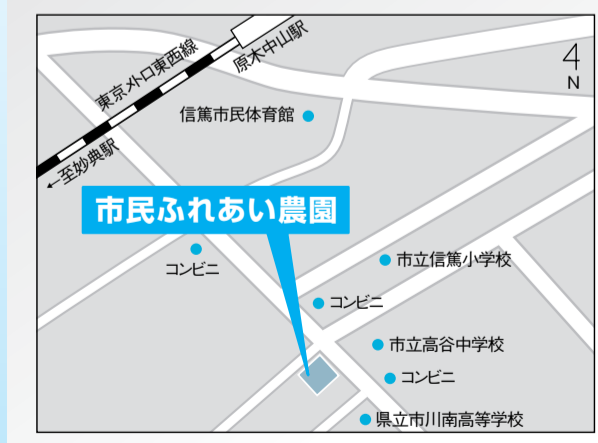 原木中山駅
東京メトロ東西線
4
N
信篤市民体育館
←至妙典駅
市民ふれあい農園
コンビニ
市立信篤小学校
コンビニ
市立高谷中学校
コンビニ
県立市川南高等学校